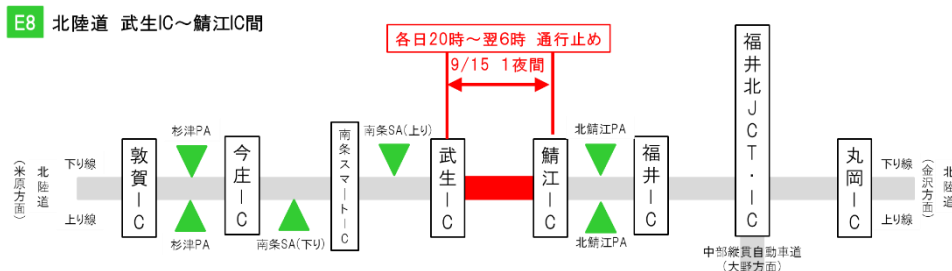 E8 北陸道 武生IC～鯖江IC間
各日20時～翌6時 通行止め
9/15 1夜間
北陸道
(米原方面)
下り線
上り線
敦賀IC
杉津PA
杉津PA
今庄IC
南条SA(下り)
南条スマートIC
南条SA(上り)
武生IC
鯖江IC
北鯖江PA
北鯖江PA
福井IC
福井北JCT・IC
中部縦貫自動車道
(大野方面)
丸岡IC
下り線
上り線
(金沢方面)
北陸道